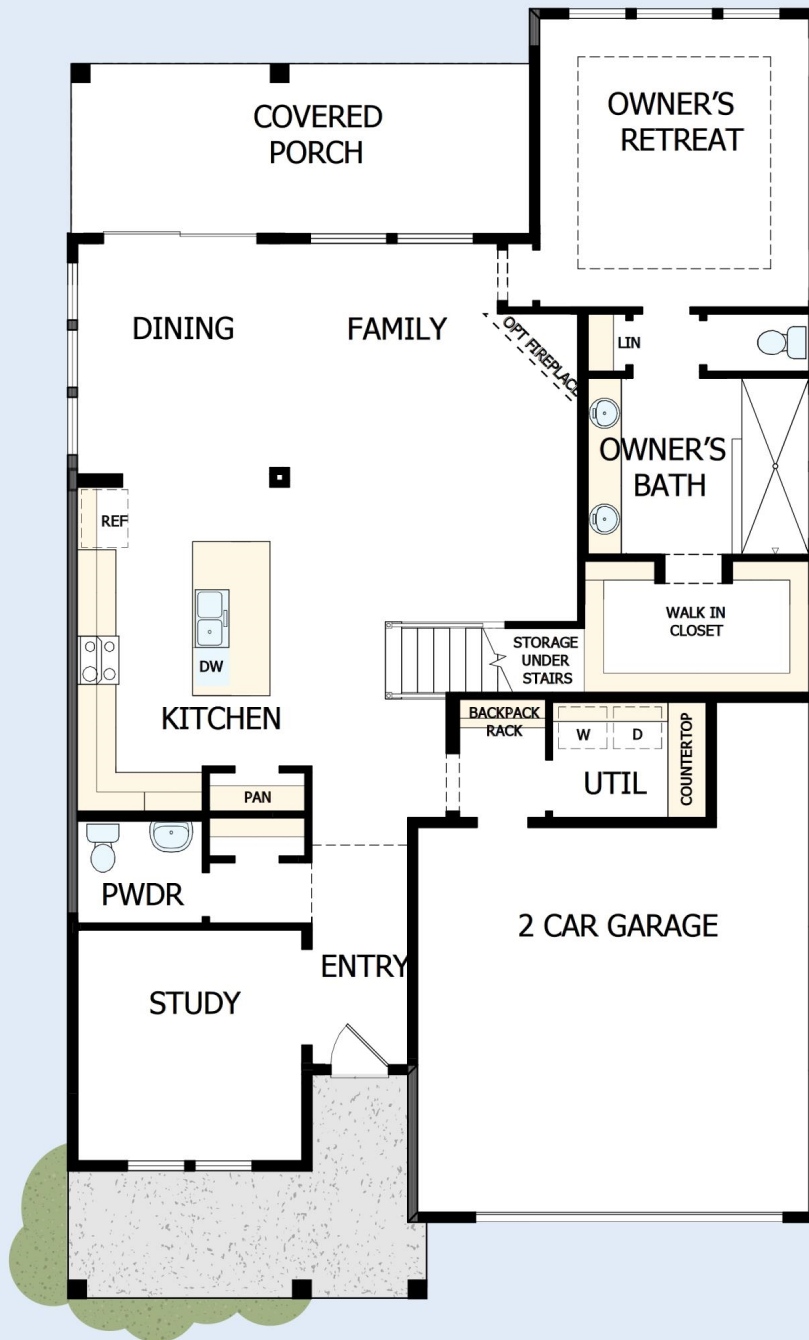 COVERED
PORCH
OWNER'S
RETREAT
DINING
FAMILY
OPT FIREPLACE
LIN
OWNER'S
BATH
REF
DW
KITCHEN
WALK IN
CLOSET
STORAGE
UNDER
STAIRS
BACKPACK
RACK
W
D
UTIL
COUNTERTOP
PAN
PWDR
ENTRY
STUDY
2 CAR GARAGE